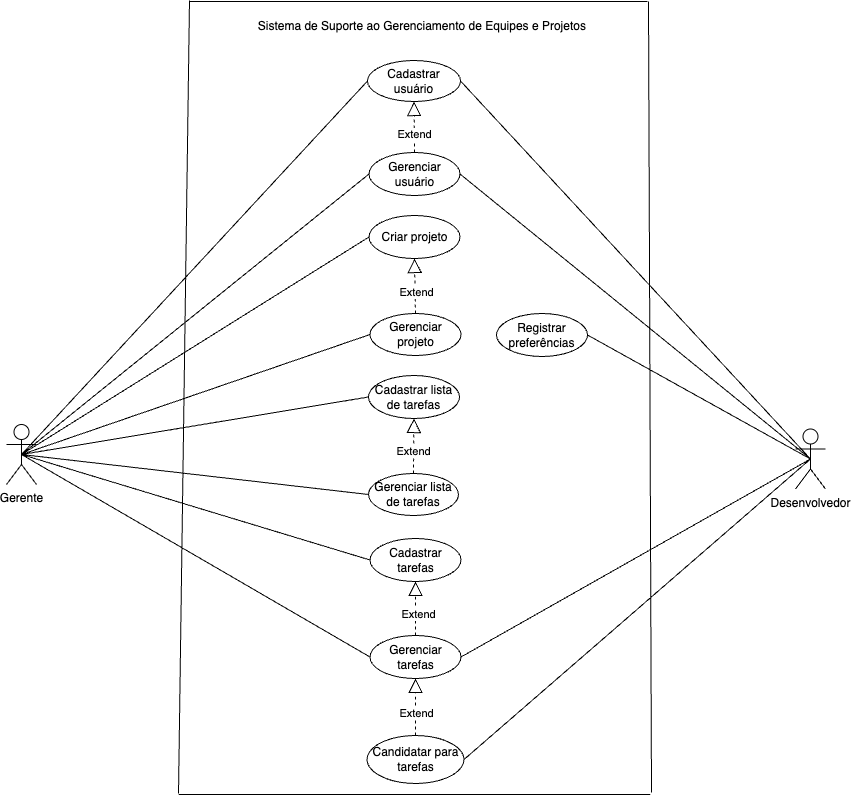 Sistema de Suporte ao Gerenciamento de Equipes e Projetos
Cadastrar
usuário
Extend
Gerenciar
usuário
Criar projeto
Extend
Gerenciar
projeto
Registrar
preferências
Cadastrar lista
de tarefas
Extend
Gerenciar lista
de tarefas
Gerente
Desenvolvedor
Cadastrar
tarefas
Extend
Gerenciar
tarefas
Extend
Candidatar para
tarefas